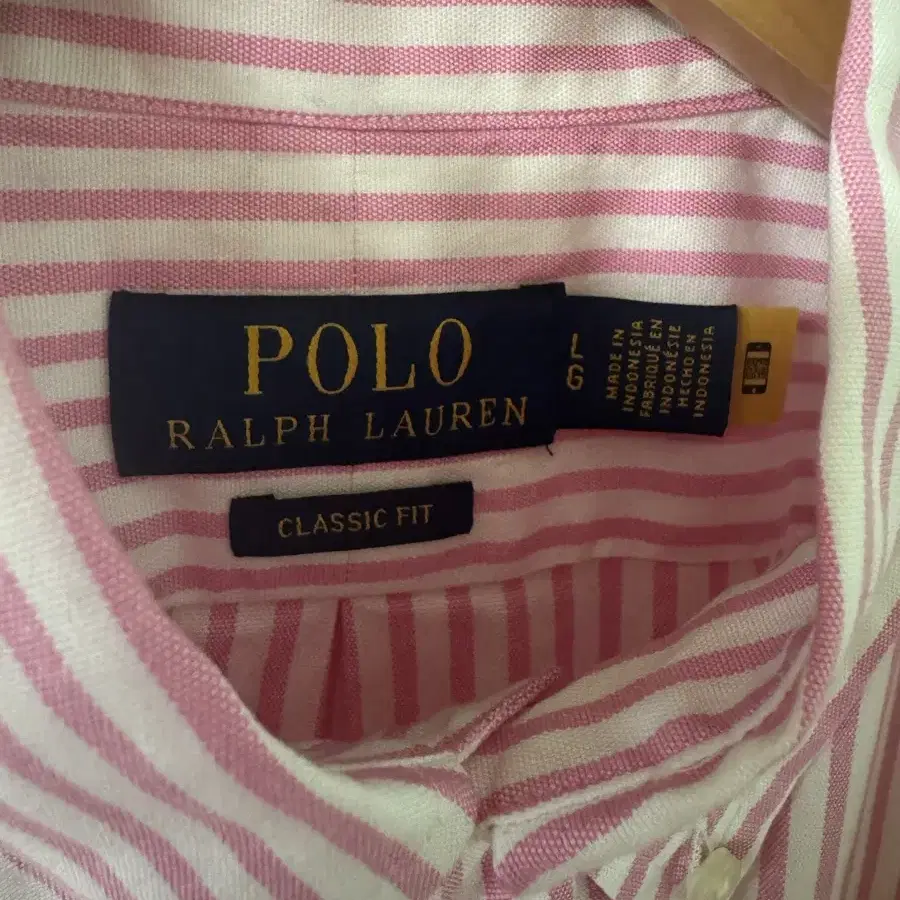 POLO
RALPH LAUREN
L
G
MADE IN
INDONESIA
FABRIQUÉ EN
INDONÉSIE
HECHO EN
INDONESIA
CLASSIC FIT